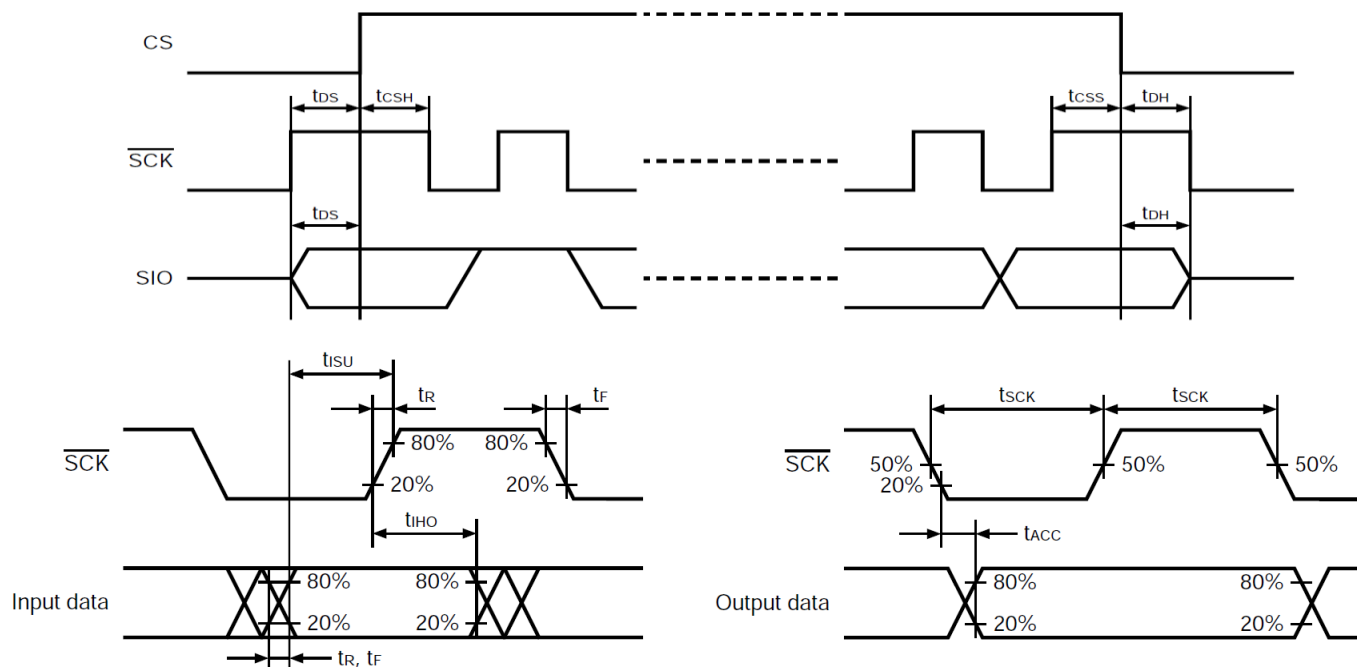 CS
tDS tCSH tCSS tDH
SCK
tDS tDH
SIO
tISU
tR tF tSCK tSCK
SCK 80% 80% SCK 50% 50% 50%
20% 20% 20%
tIHO tACC
Input data 80% 80% Output data 80% 80%
20% 20% 20% 20%
tR, tF